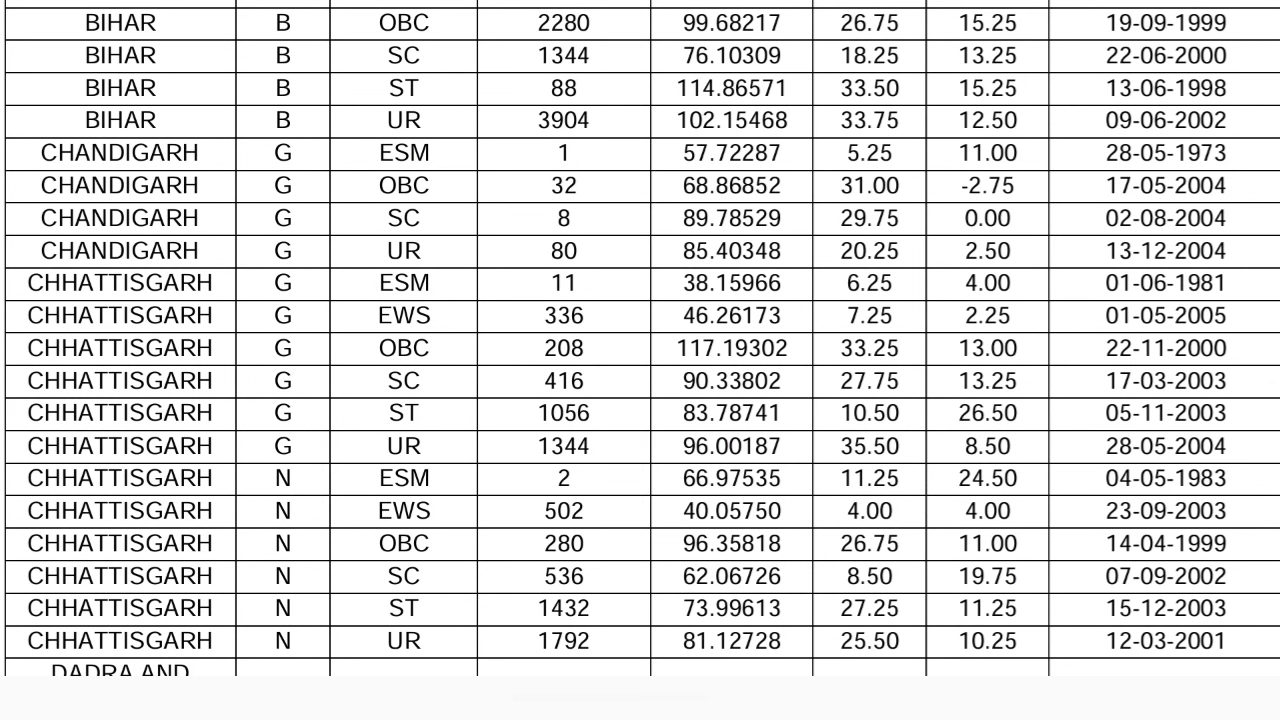 BIHAR B OBC 2280 99.68217 26.75 15.25 19-09-1999
BIHAR B SC 1344 76.10309 18.25 13.25 22-06-2000
BIHAR B ST 88 114.86571 33.50 15.25 13-06-1998
BIHAR B UR 3904 102.15468 33.75 12.50 09-06-2002
CHANDIGARH G ESM 1 57.72287 5.25 11.00 28-05-1973
CHANDIGARH G OBC 32 68.86852 31.00 -2.75 17-05-2004
CHANDIGARH G SC 8 89.78529 29.75 0.00 02-08-2004
CHANDIGARH G UR 80 85.40348 20.25 2.50 13-12-2004
CHHATTISGARH G ESM 11 38.15966 6.25 4.00 01-06-1981
CHHATTISGARH G EWS 336 46.26173 7.25 2.25 01-05-2005
CHHATTISGARH G OBC 208 117.19302 33.25 13.00 22-11-2000
CHHATTISGARH G SC 416 90.33802 27.75 13.25 17-03-2003
CHHATTISGARH G ST 1056 83.78741 10.50 26.50 05-11-2003
CHHATTISGARH G UR 1344 96.00187 35.50 8.50 28-05-2004
CHHATTISGARH N ESM 2 66.97535 11.25 24.50 04-05-1983
CHHATTISGARH N EWS 502 40.05750 4.00 4.00 23-09-2003
CHHATTISGARH N OBC 280 96.35818 26.75 11.00 14-04-1999
CHHATTISGARH N SC 536 62.06726 8.50 19.75 07-09-2002
CHHATTISGARH N ST 1432 73.99613 27.25 11.25 15-12-2003
CHHATTISGARH N UR 1792 81.12728 25.50 10.25 12-03-2001
DADRA AND